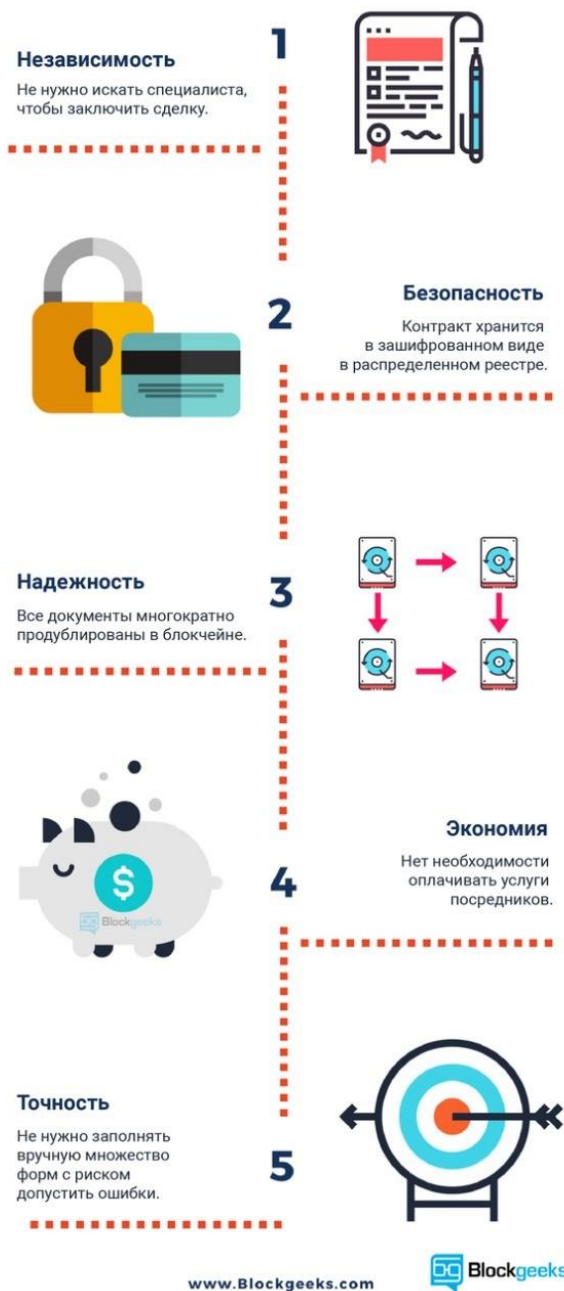 1
Независимость
Не нужно искать специалиста,
чтобы заключить сделку.
2
Безопасность
Контракт хранится
в зашифрованном виде
в распределенном реестре.
3
Надежность
Все документы многократно
продублированы в блокчейне.
$
Blockgeeks
4
Экономия
Нет необходимости
оплачивать услуги
посредников.
5
Точность
Не нужно заполнять
вручную множество
форм с риском
допустить ошибки.
www.Blockgeeks.com
Blockgeeks